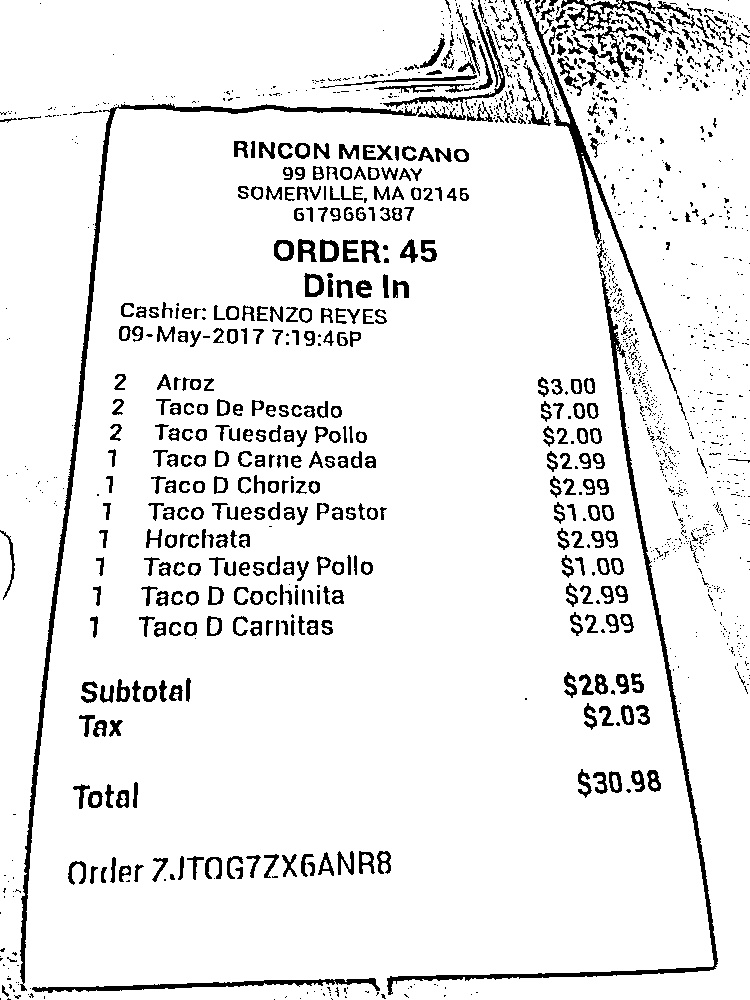 RINCON MEXICANO
99 BROADWAY
SOMERVILLE, MA 02145
6179661387
ORDER: 45
Dine In
Cashier: LORENZO REYES
09-May-2017 7:19:46P
2 Arroz $3.00
2 Taco De Pescado $7.00
2 Taco Tuesday Pollo $2.00
1 Taco D Carne Asada $2.99
1 Taco D Chorizo $2.99
1 Taco Tuesday Pastor $1.00
1 Horchata $2.99
1 Taco Tuesday Pollo $1.00
1 Taco D Cochinita $2.99
1 Taco D Carnitas $2.99
Subtotal $28.95
Tax $2.03
Total $30.98
Order 7JT0G7ZX6ANR8